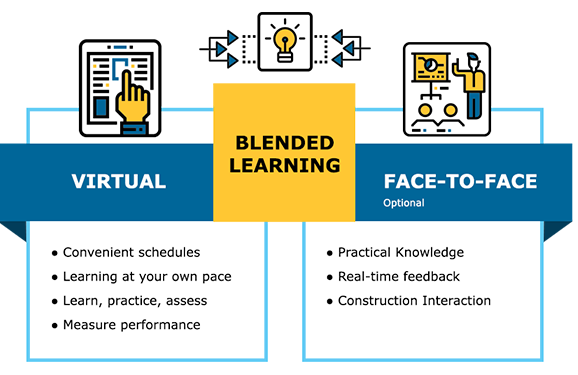 BLENDED
LEARNING
VIRTUAL
● Convenient schedules
● Learning at your own pace
● Learn, practice, assess
● Measure performance
FACE-TO-FACE
Optional
● Practical Knowledge
● Real-time feedback
● Construction Interaction